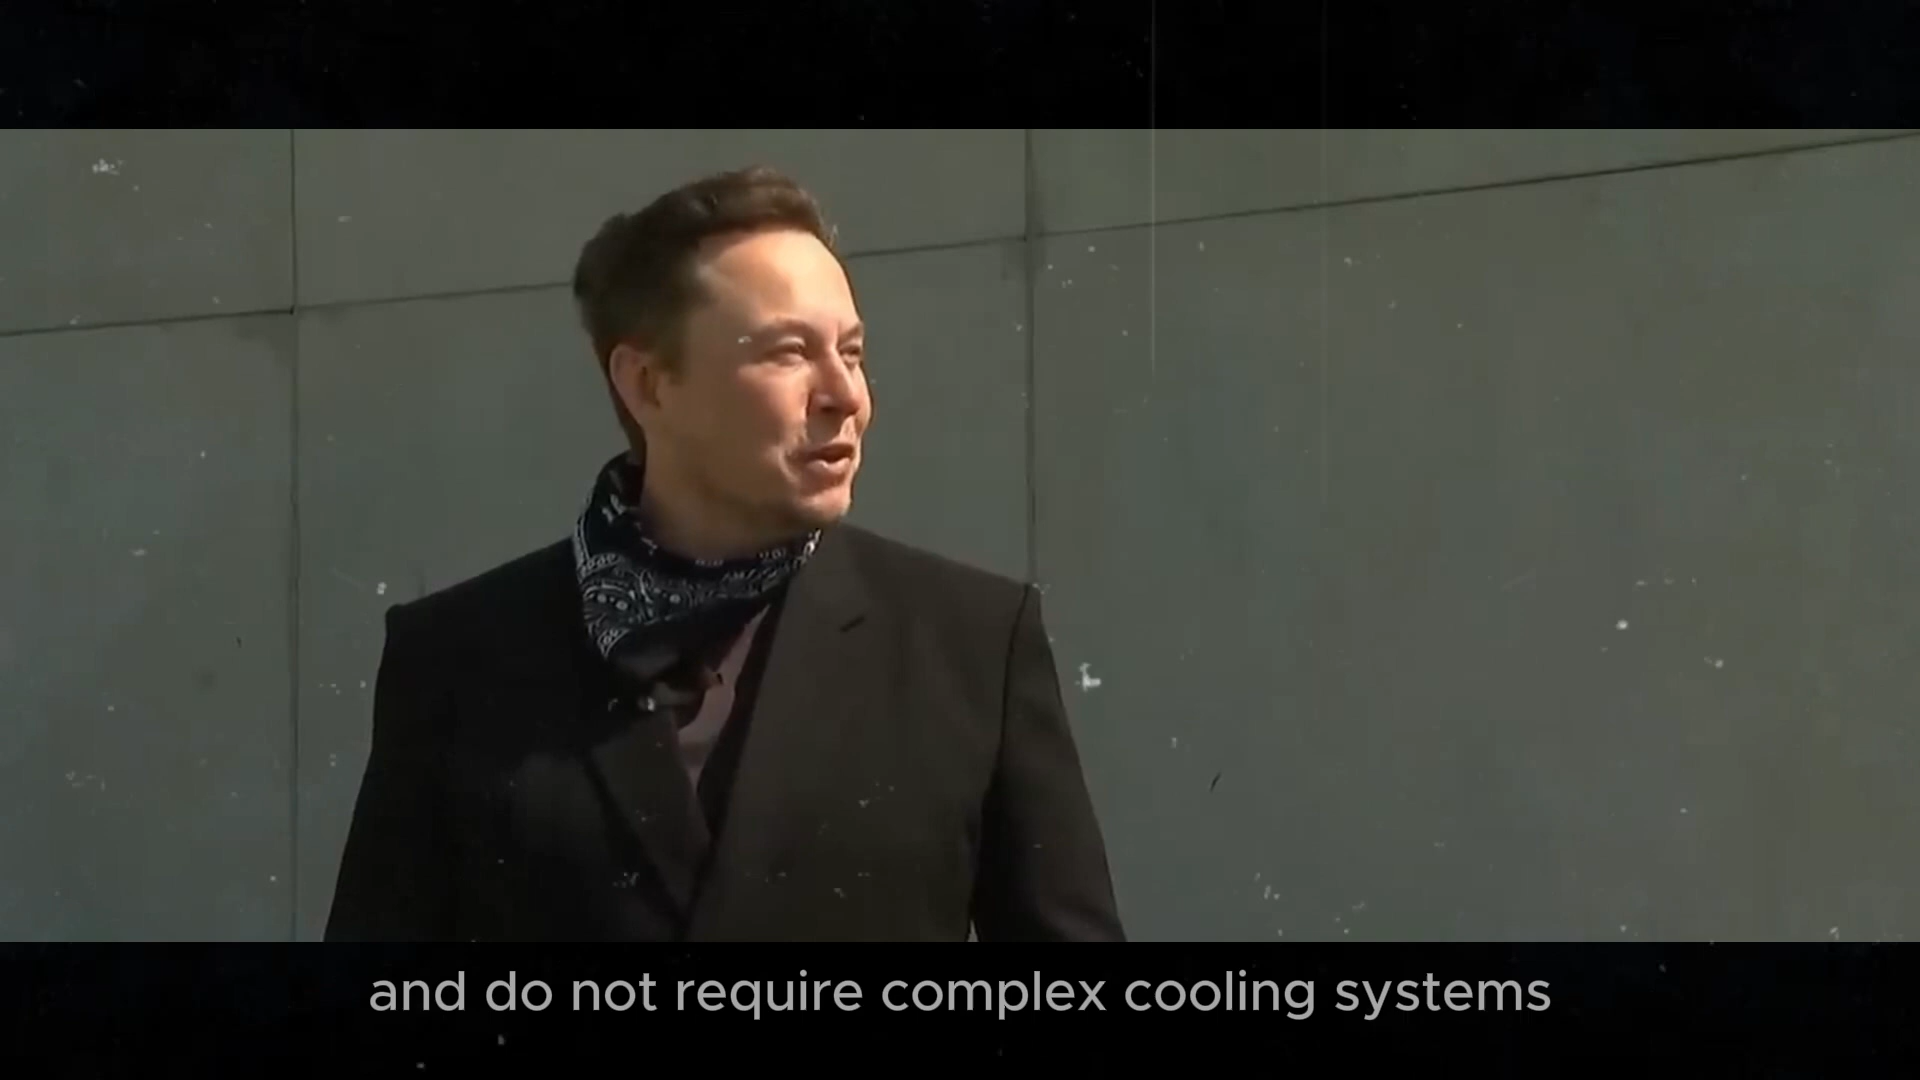 and do not require complex cooling systems